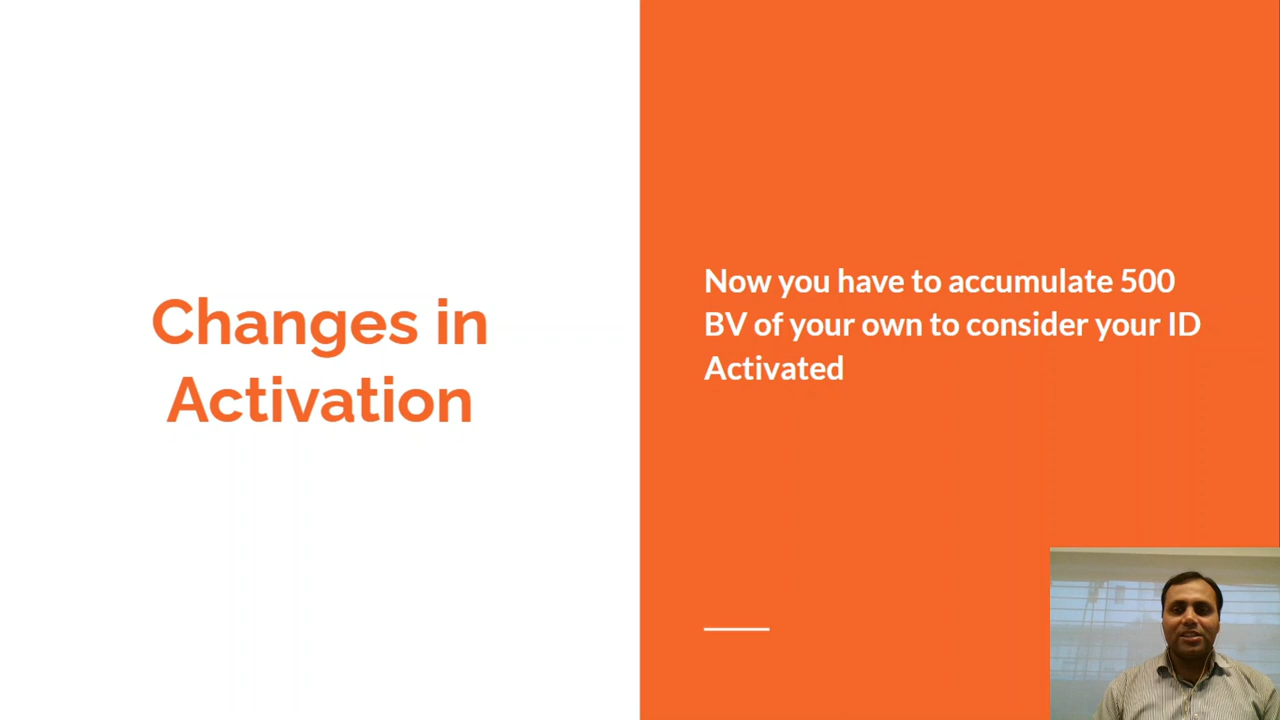 Changes in
Activation
Now you have to accumulate 500
BV of your own to consider your ID
Activated